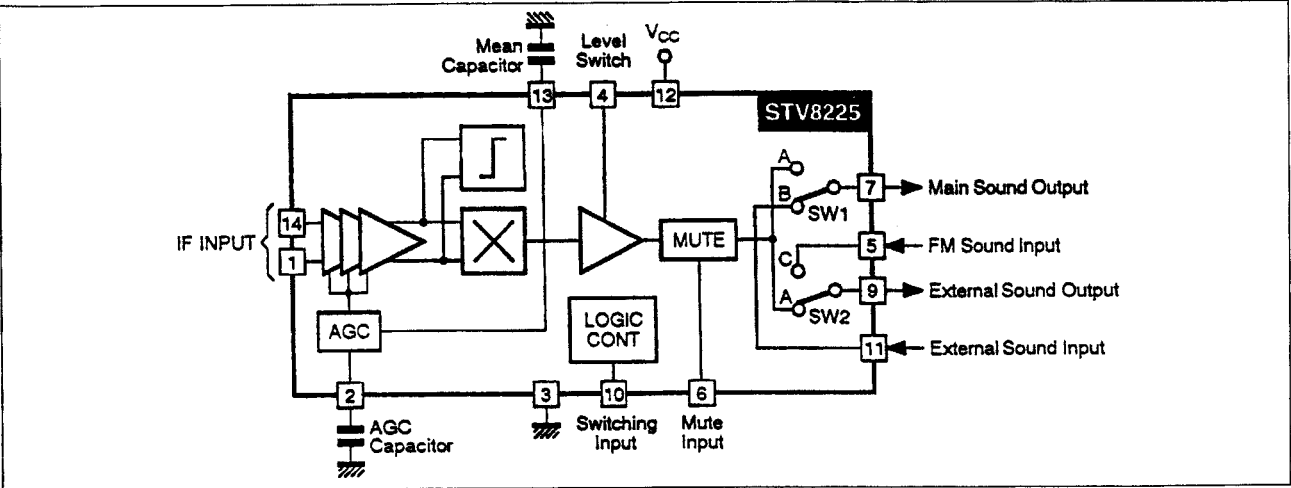 Mean
Capacitor
Level
Switch
VCC
13
4
12
STV8225
A
B
SW1
7
Main Sound Output
14
1
IF INPUT
MUTE
5
FM Sound Input
C
A
SW2
9
External Sound Output
AGC
LOGIC
CONT
11
External Sound Input
2
3
10
6
AGC
Capacitor
Switching
Input
Mute
Input